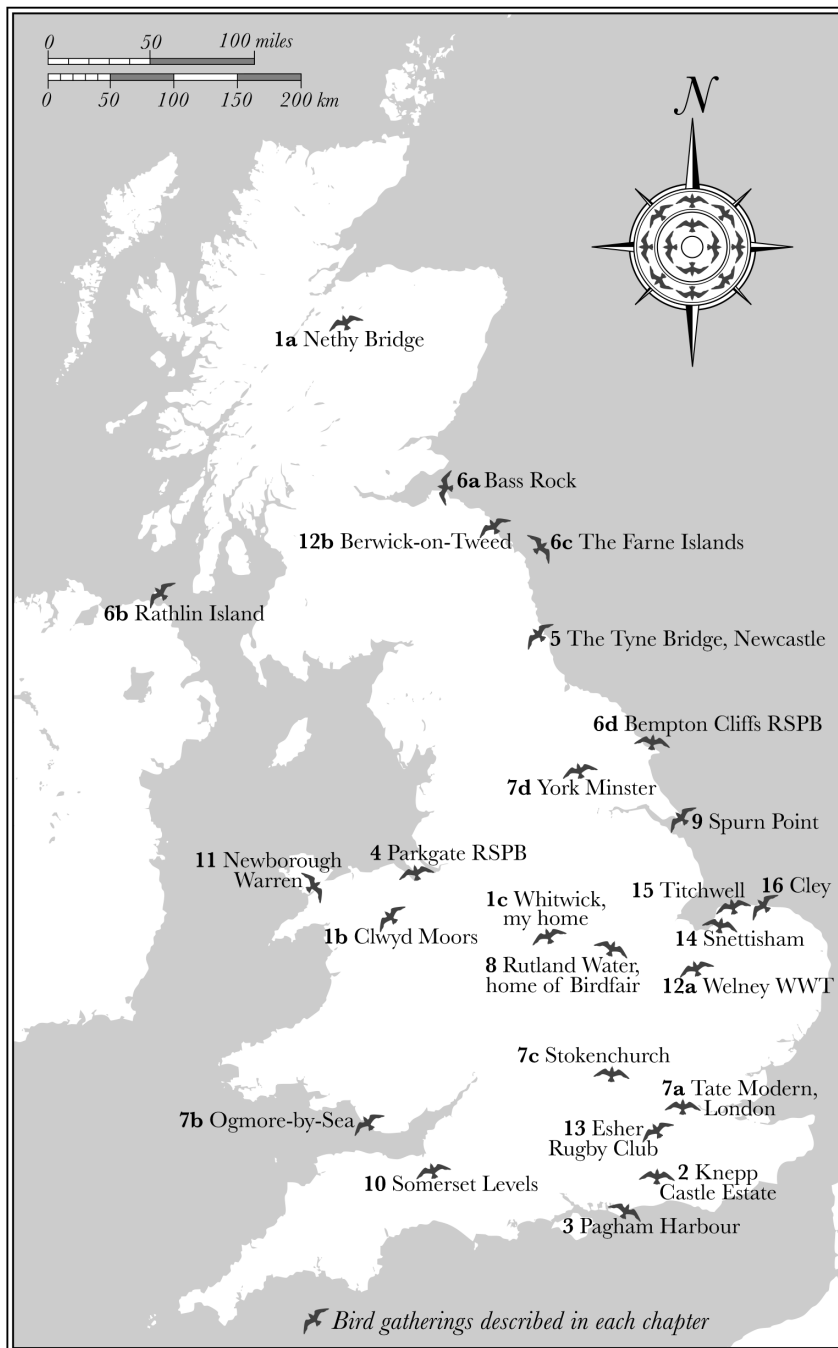 0 50 100 miles
0 50 100 150 200 km
N
1a Nethy Bridge
6a Bass Rock
12b Berwick-on-Tweed
6c The Farne Islands
6b Rathlin Island
5 The Tyne Bridge, Newcastle
6d Bempton Cliffs RSPB
7d York Minster
9 Spurn Point
11 Newborough
Warren
4 Parkgate RSPB
1b Clwyd Moors
1c Whitwick,
my home
15 Titchwell
16 Cley
14 Snettisham
8 Rutland Water,
home of Birdfair
12a Welney WWT
7c Stokenchurch
7a Tate Modern,
London
7b Ogmore-by-Sea
13 Esher
Rugby Club
10 Somerset Levels
2 Knepp
Castle Estate
3 Pagham Harbour
Bird gatherings described in each chapter